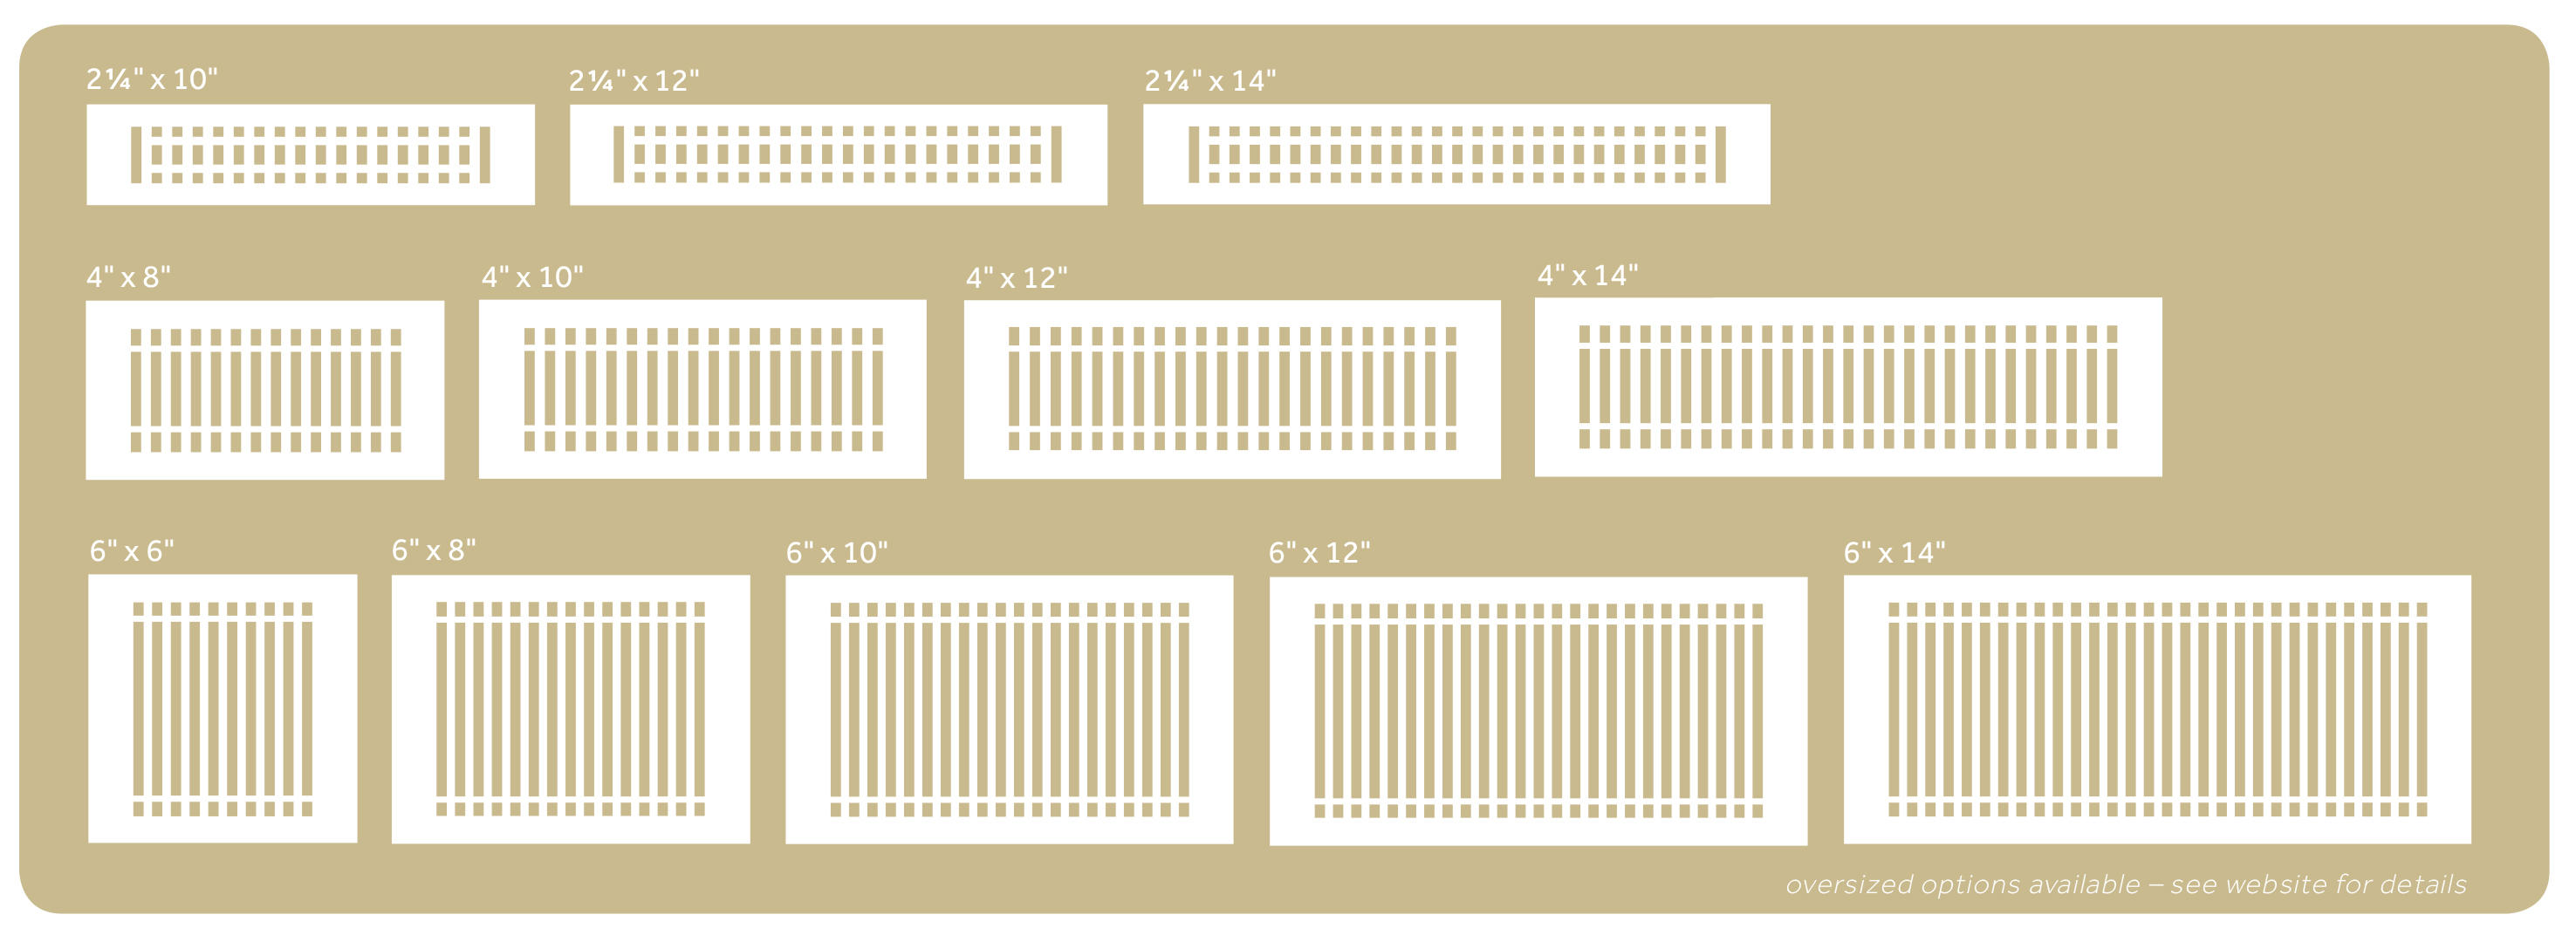 2¼" x 10"
2¼" x 12"
2¼" x 14"
4" x 8"
4" x 10"
4" x 12"
4" x 14"
6" x 6"
6" x 8"
6" x 10"
6" x 12"
6" x 14"
oversized options available – see website for details